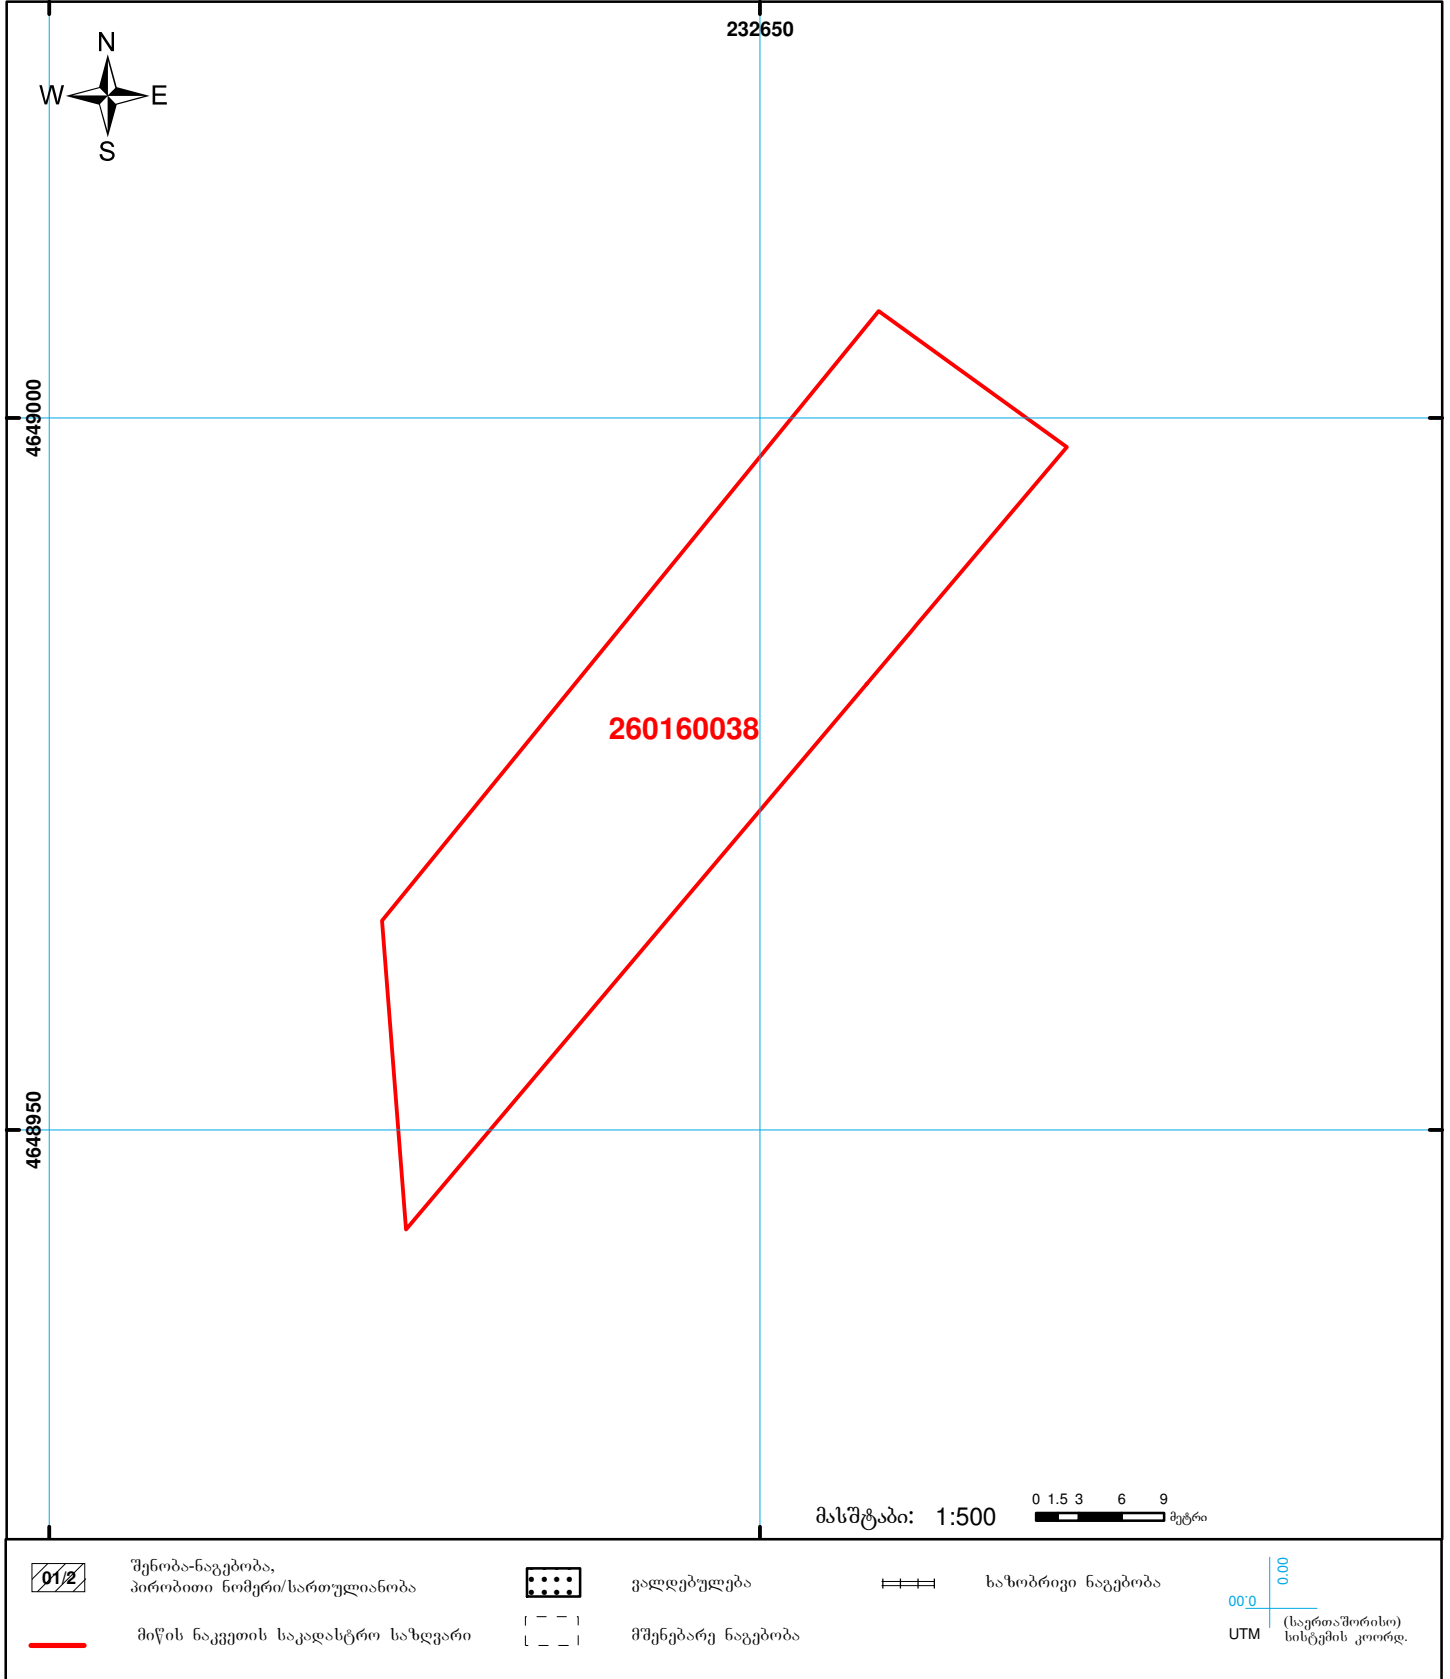 232650
N
W E
S
4649000
260160038
4648950
მასშტაბი: 1:500
0 1.5 3 6 9
მეტრი
01/2
შენობა-ნაგებობა,
პირობითი ნომერი/სართულიანობა
ვალდებულება
ხაზობრივი ნაგებობა
მიწის ნაკვეთის საკადასტრო საზღვარი
მშენებარე ნაგებობა
0.00
00.0
UTM
(საერთაშორისო)
სისტემის კოორდ.